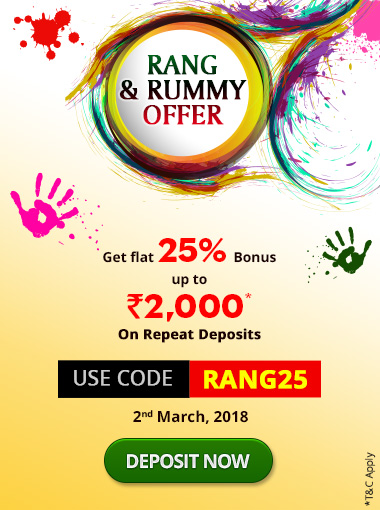 RANG
& RUMMY
OFFER
Get flat 25% Bonus
up to
₹2,000*
On Repeat Deposits
USE CODE RANG25
2nd March, 2018
DEPOSIT NOW
*T&C Apply